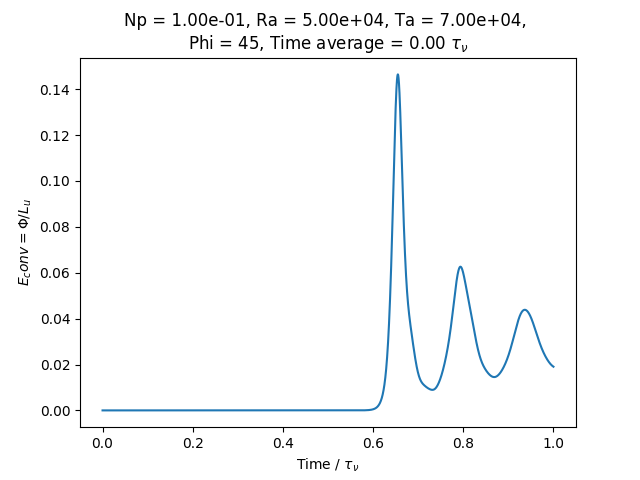 Np = 1.00e-01, Ra = 5.00e+04, Ta = 7.00e+04,
Phi = 45, Time average = 0.00 τν
0.14
0.12
0.10
0.08
0.06
0.04
0.02
0.00
E_conv = Φ/L_u
0.0 0.2 0.4 0.6 0.8 1.0
Time / τν